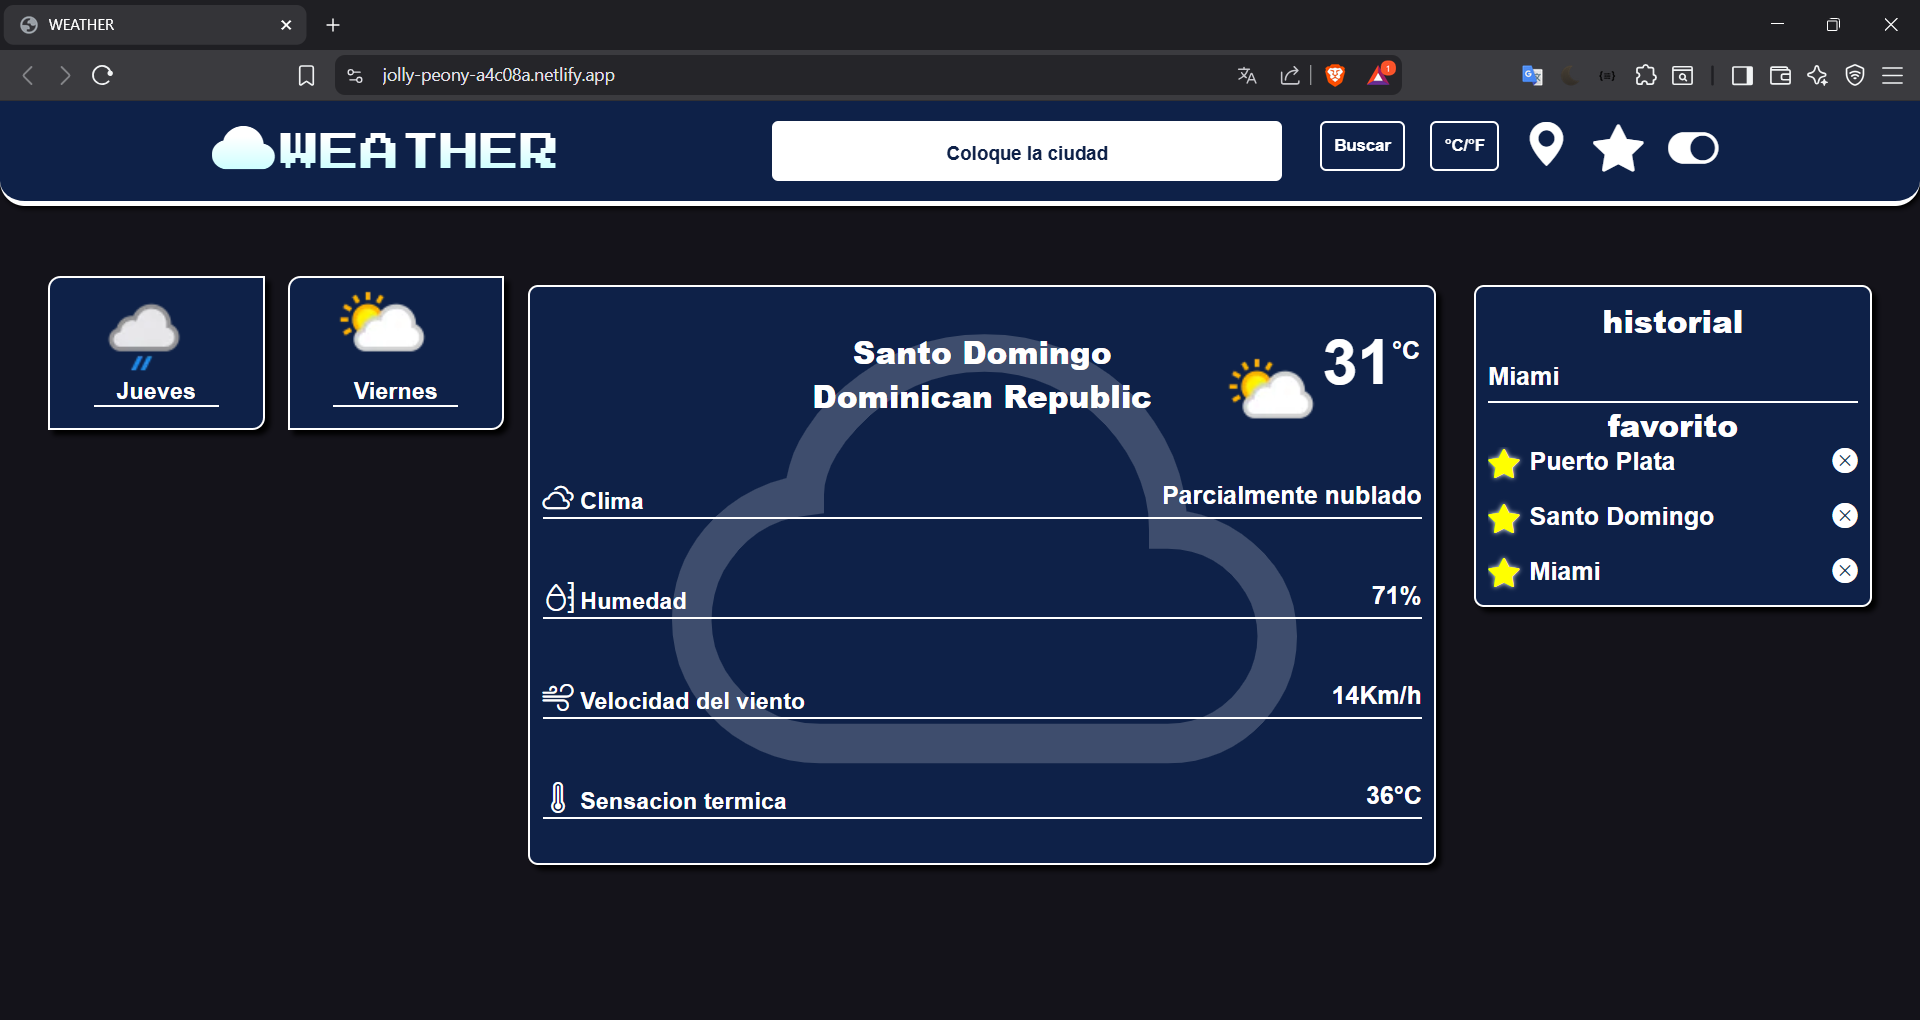 WEATHER
jolly-peony-a4c08a.netlify.app
1
WEATHER
Coloque la ciudad
Buscar
°C/°F
Jueves
Viernes
Santo Domingo
Dominican Republic
31°C
Clima
Parcialmente nublado
Humedad
71%
Velocidad del viento
14Km/h
Sensacion termica
36°C
historial
Miami
favorito
Puerto Plata
Santo Domingo
Miami